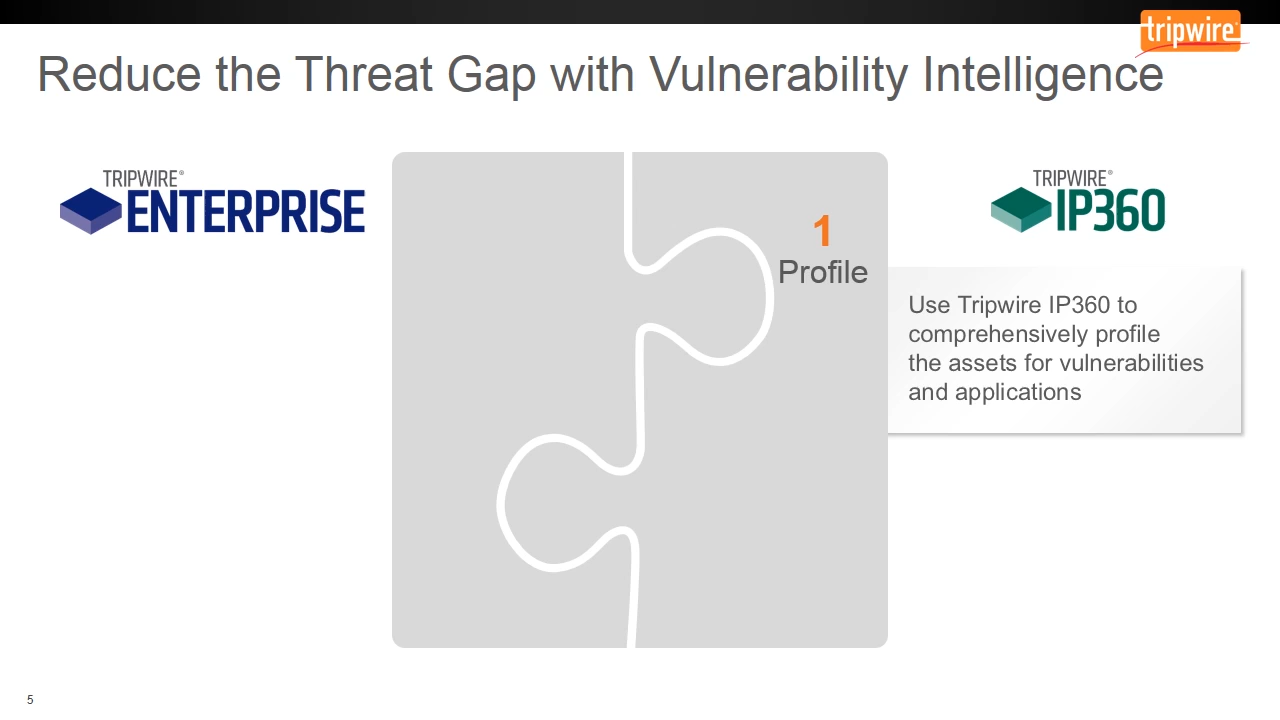 tripwire
Reduce the Threat Gap with Vulnerability Intelligence
TRIPWIRE®
ENTERPRISE
1
Profile
TRIPWIRE®
IP360
Use Tripwire IP360 to
comprehensively profile
the assets for vulnerabilities
and applications
5